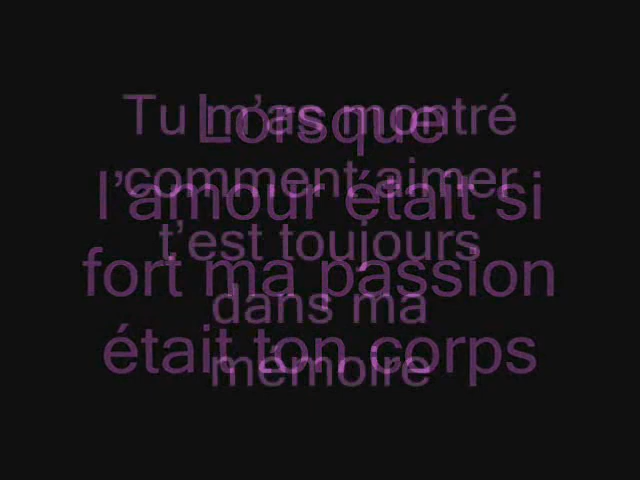 Tu m'as montré
comment aimer
t'est toujours
dans ma
mémoire
Lorsque
l'amour était si
fort ma passion
était ton corps